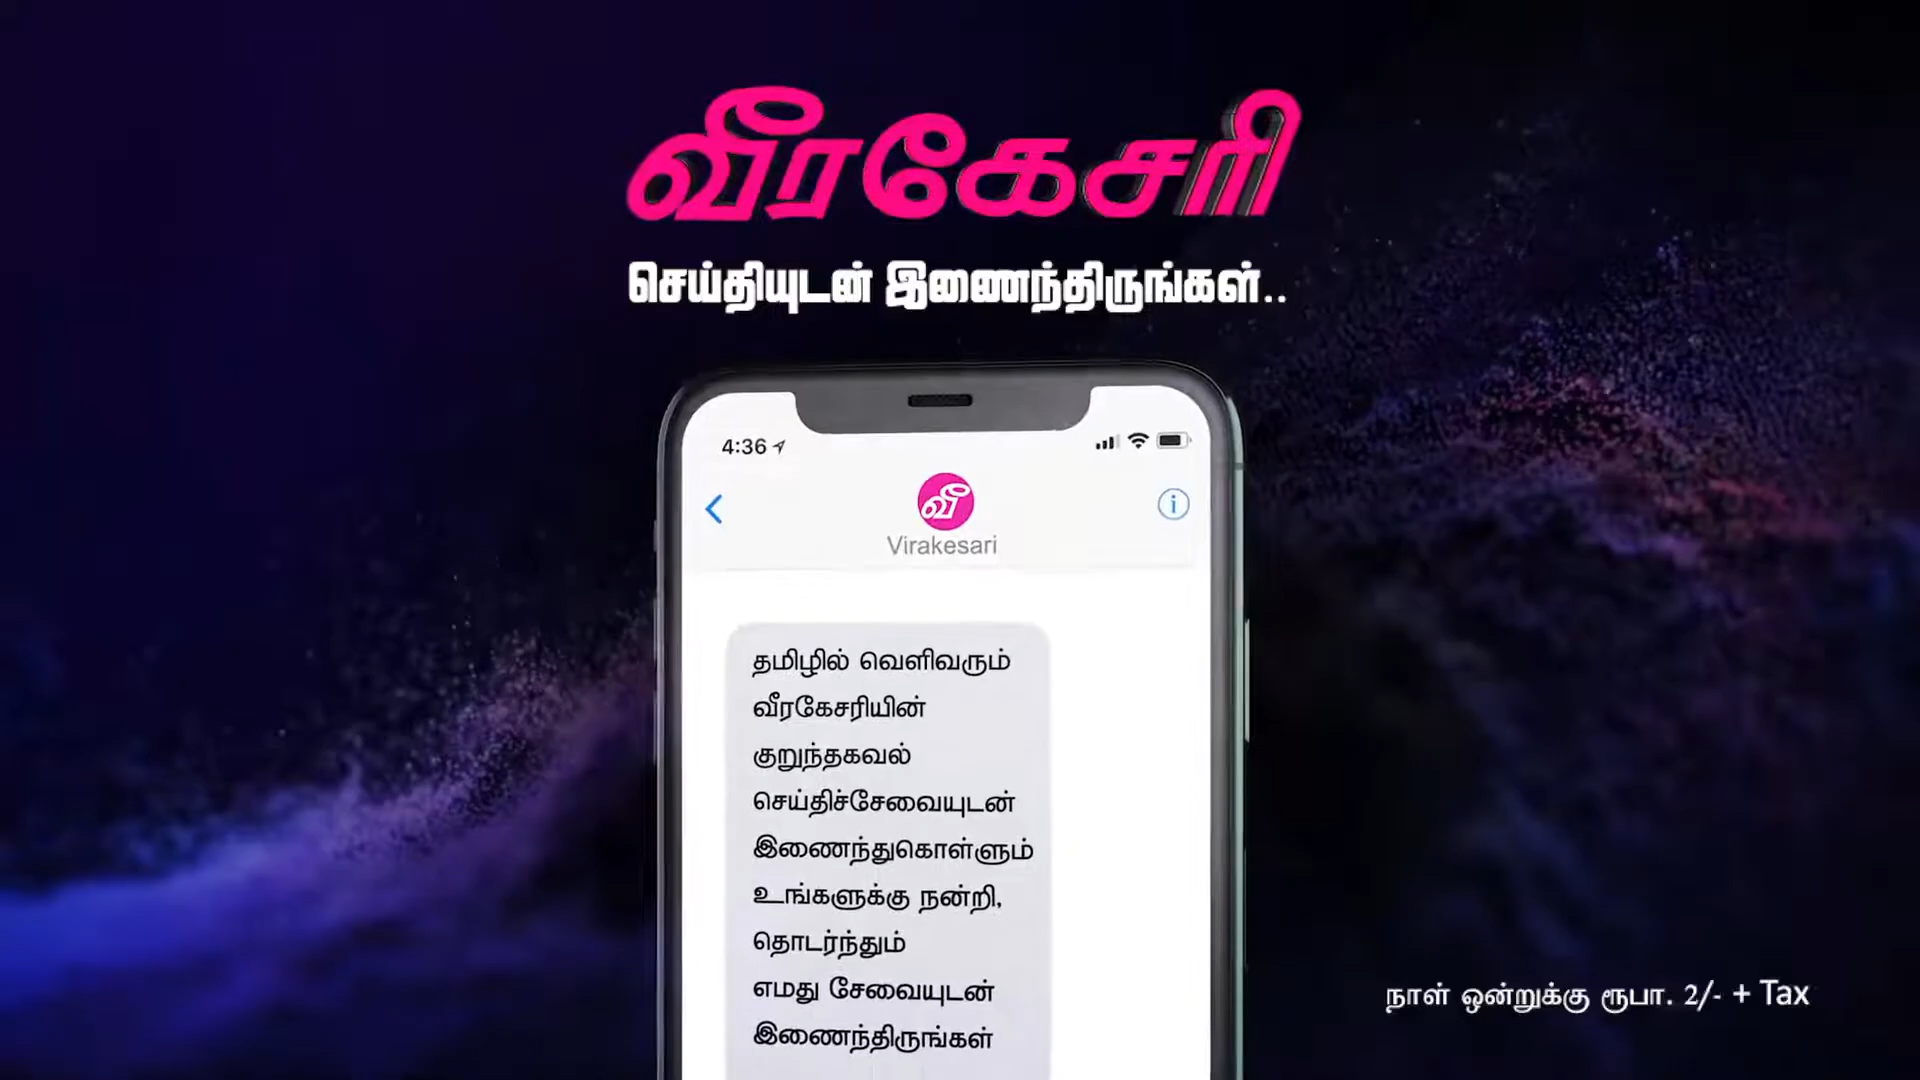 வீரகேசரி
செய்தியுடன் இணைந்திருங்கள்..
4:36
வீ
Virakesari
தமிழில் வெளிவரும்
வீரகேசரியின்
குறுந்தகவல்
செய்திச்சேவையுடன்
இணைந்துகொள்ளும்
உங்களுக்கு நன்றி,
தொடர்ந்தும்
எமது சேவையுடன்
இணைந்திருங்கள்
நாள் ஒன்றுக்கு ரூபா. 2/- + Tax